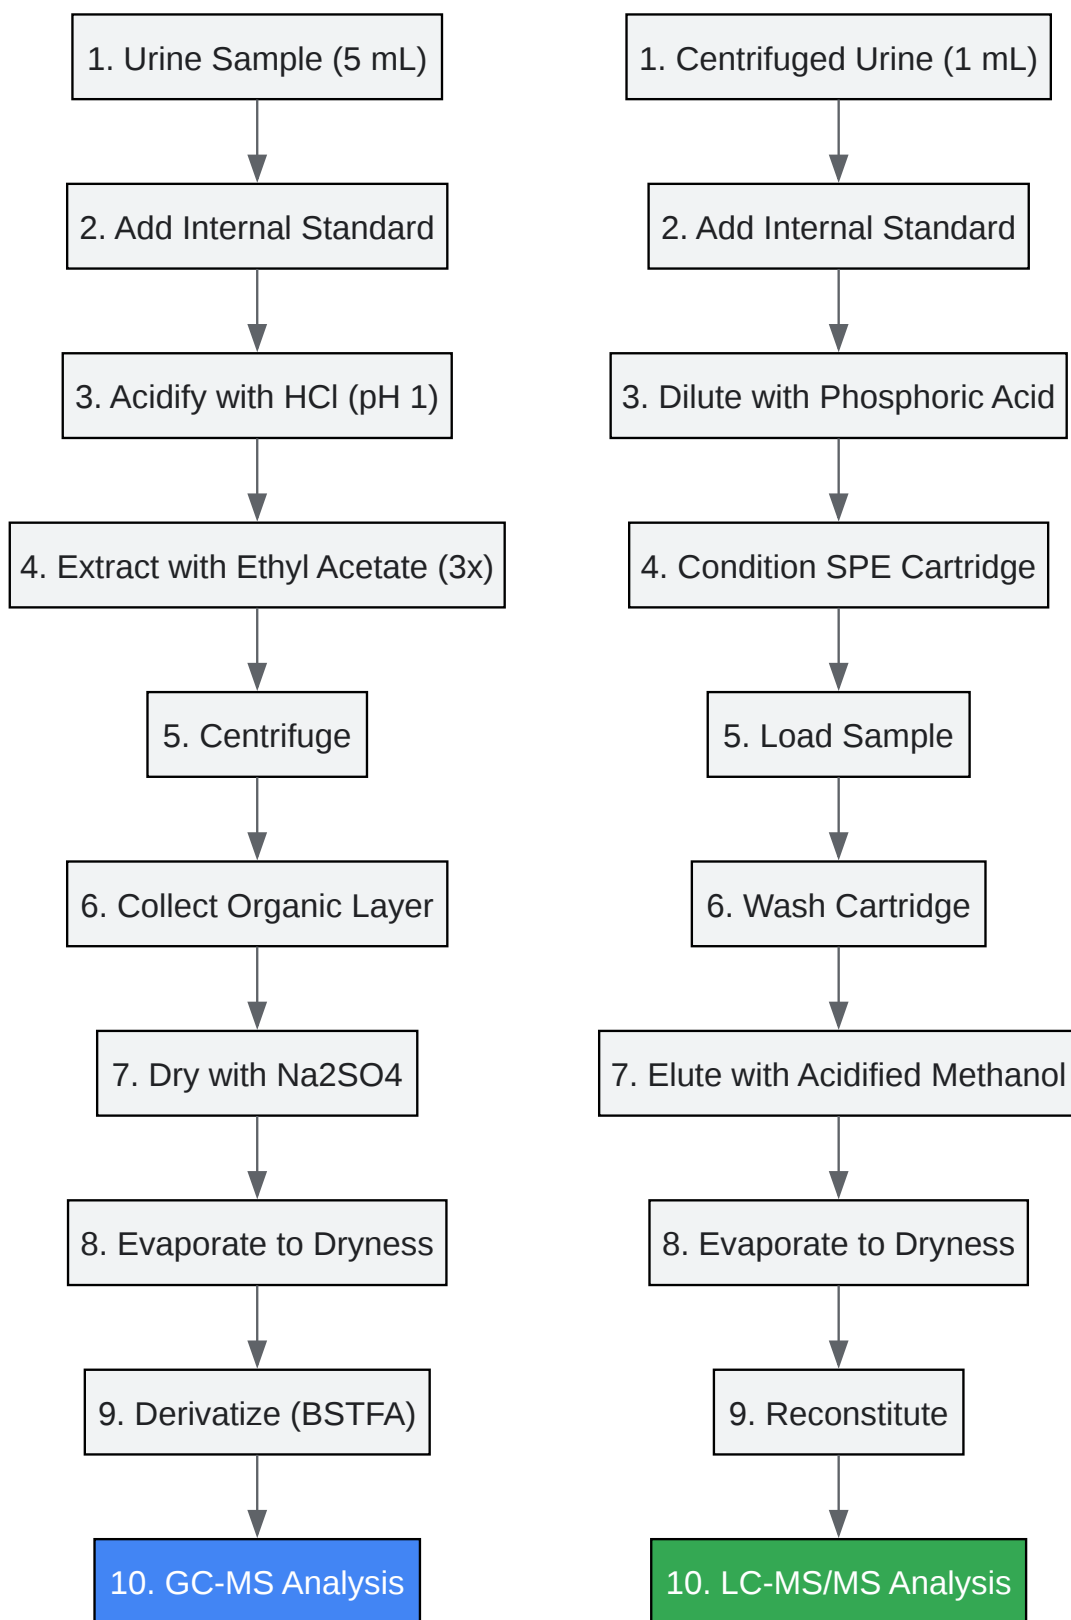 1. Urine Sample (5 mL)
2. Add Internal Standard
3. Acidify with HCl (pH 1)
4. Extract with Ethyl Acetate (3x)
5. Centrifuge
6. Collect Organic Layer
7. Dry with Na2SO4
8. Evaporate to Dryness
9. Derivatize (BSTFA)
10. GC-MS Analysis
1. Centrifuged Urine (1 mL)
2. Add Internal Standard
3. Dilute with Phosphoric Acid
4. Condition SPE Cartridge
5. Load Sample
6. Wash Cartridge
7. Elute with Acidified Methanol
8. Evaporate to Dryness
9. Reconstitute
10. LC-MS/MS Analysis